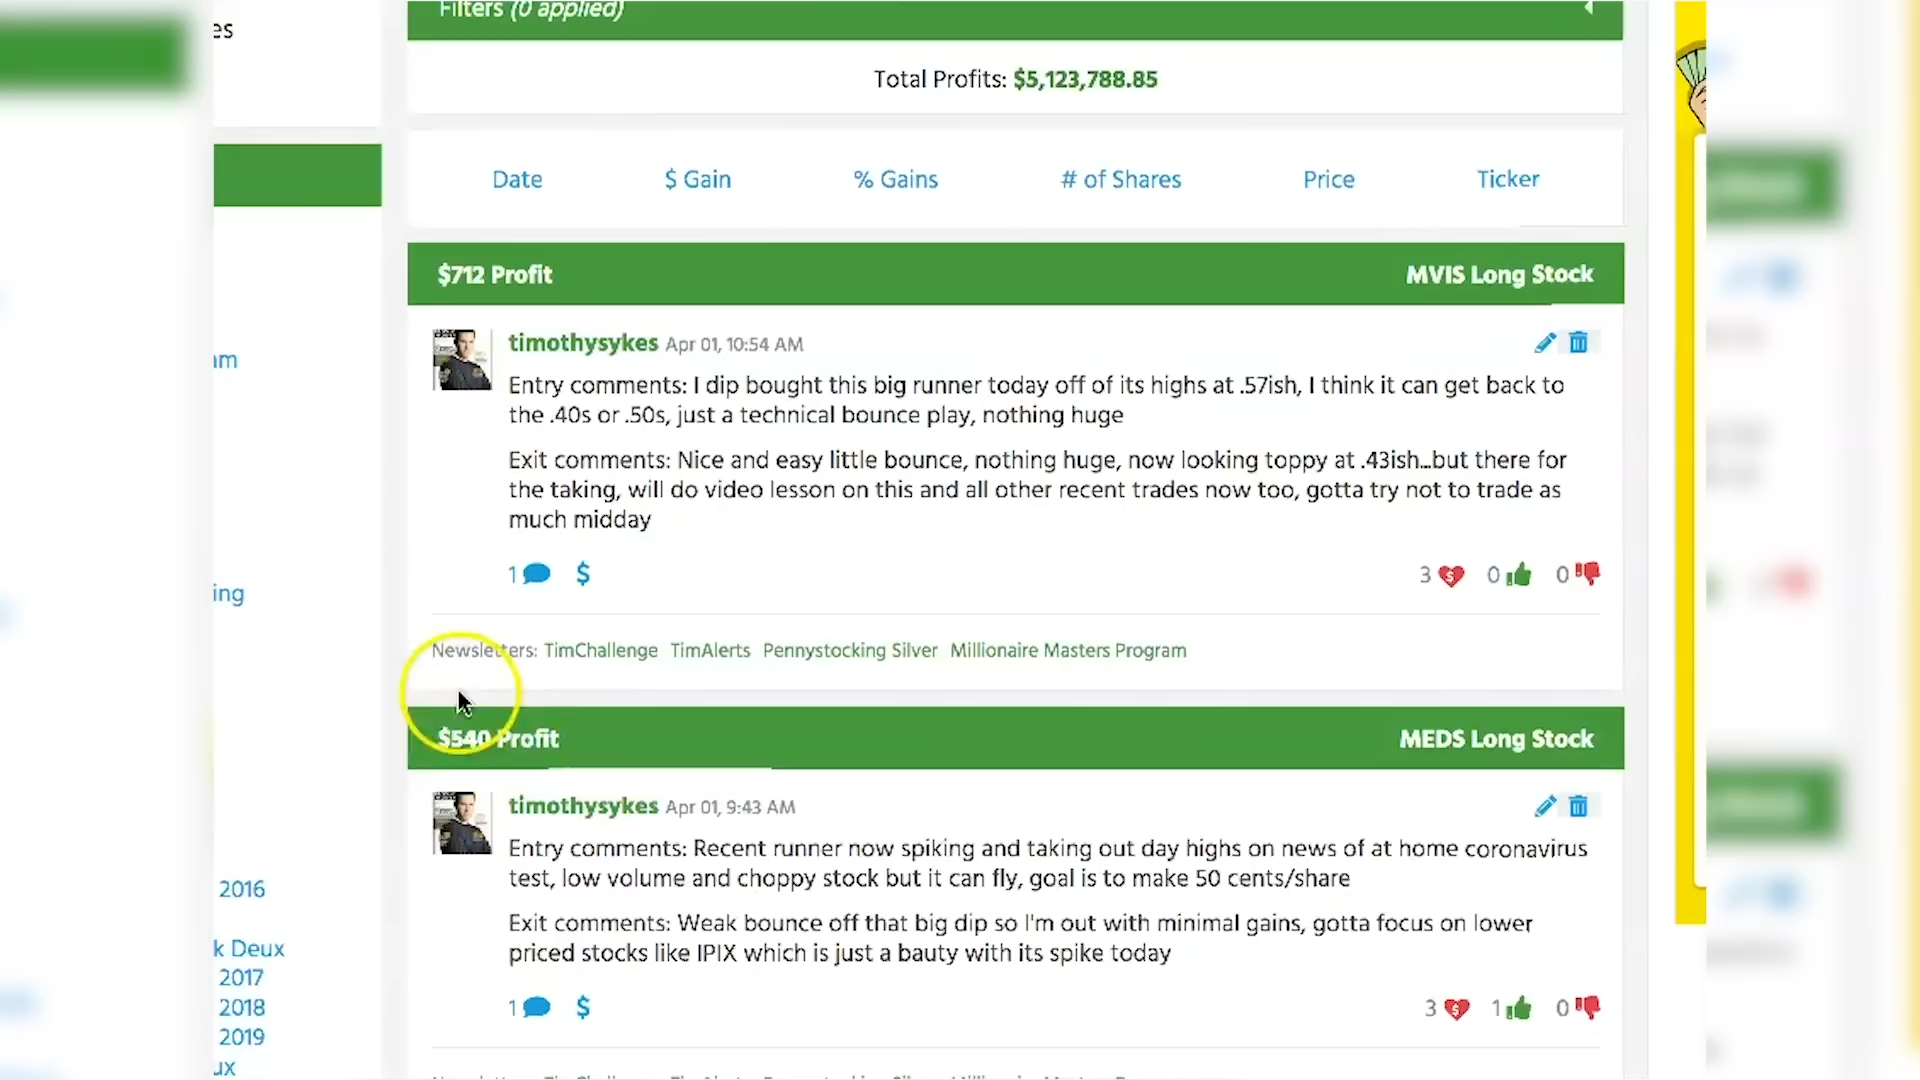 es
Filters (0 applied)
Total Profits: $5,123,788.85
Date $ Gain % Gains # of Shares Price Ticker
$712 Profit MVIS Long Stock
timothysykes Apr 01, 10:54 AM
Entry comments: I dip bought this big runner today off of its highs at .57ish, I think it can get back to
the .40s or .50s, just a technical bounce play, nothing huge
Exit comments: Nice and easy little bounce, nothing huge, now looking toppy at .43ish...but there for
the taking, will do video lesson on this and all other recent trades now too, gotta try not to trade as
much midday
1 $ 3 0 0
Newsletters: TimChallenge TimAlerts Pennystocking Silver Millionaire Masters Program
$540 Profit MEDS Long Stock
timothysykes Apr 01, 9:43 AM
Entry comments: Recent runner now spiking and taking out day highs on news of at home coronavirus
test, low volume and choppy stock but it can fly, goal is to make 50 cents/share
Exit comments: Weak bounce off that big dip so I'm out with minimal gains, gotta focus on lower
priced stocks like IPIX which is just a bauty with its spike today
1 $ 3 1 0
am
ing
2016
k Deux
2017
2018
2019
ux